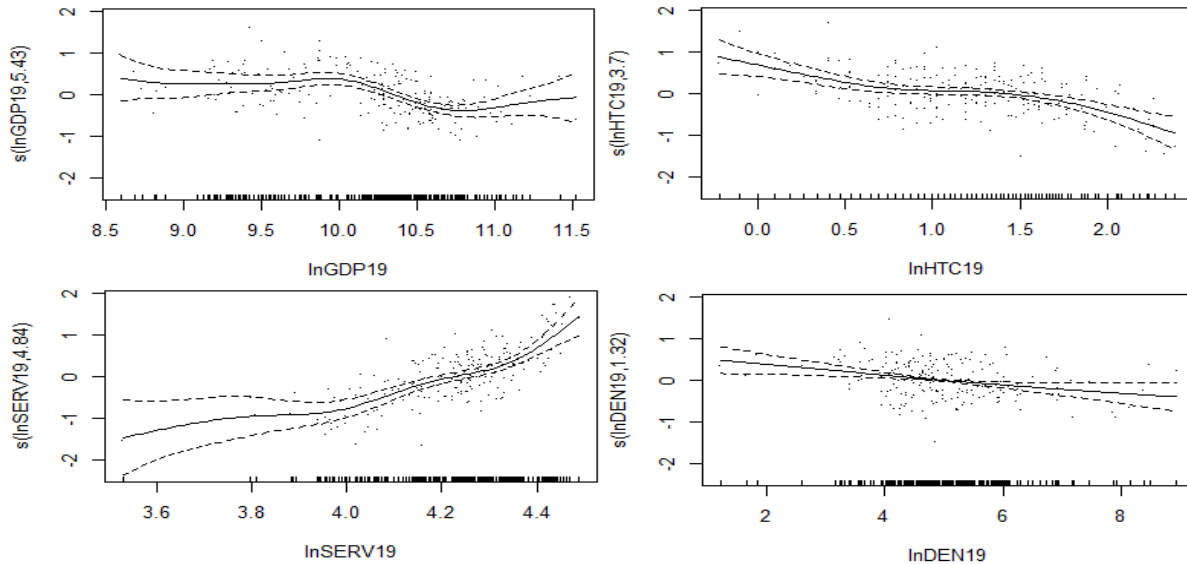 s(lnGDP19,5.43)
2
1
0
-1
-2
8.5 9.0 9.5 10.0 10.5 11.0 11.5
lnGDP19
s(lnHTC19,3.7)
2
1
0
-1
-2
0.0 0.5 1.0 1.5 2.0
lnHTC19
s(lnSERV19,4.84)
2
1
0
-1
-2
3.6 3.8 4.0 4.2 4.4
lnSERV19
s(lnDEN19,1.32)
2
1
0
-1
-2
2 4 6 8
lnDEN19